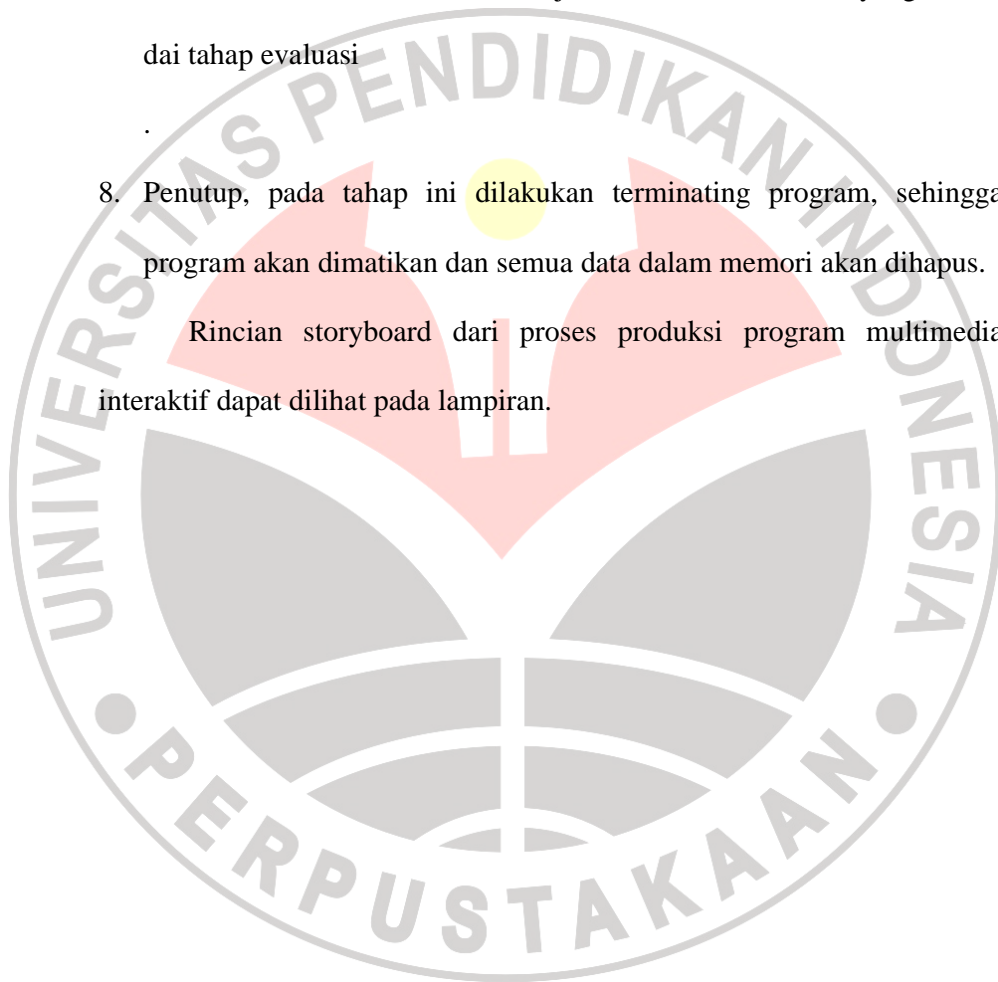 dai tahap evaluasi
.
8. Penutup, pada tahap ini dilakukan terminating program, sehingga
program akan dimatikan dan semua data dalam memori akan dihapus.
Rincian storyboard dari proses produksi program multimedia
interaktif dapat dilihat pada lampiran.
UNIVERSITAS PENDIDIKAN INDONESIA
PERPUSTAKAAN